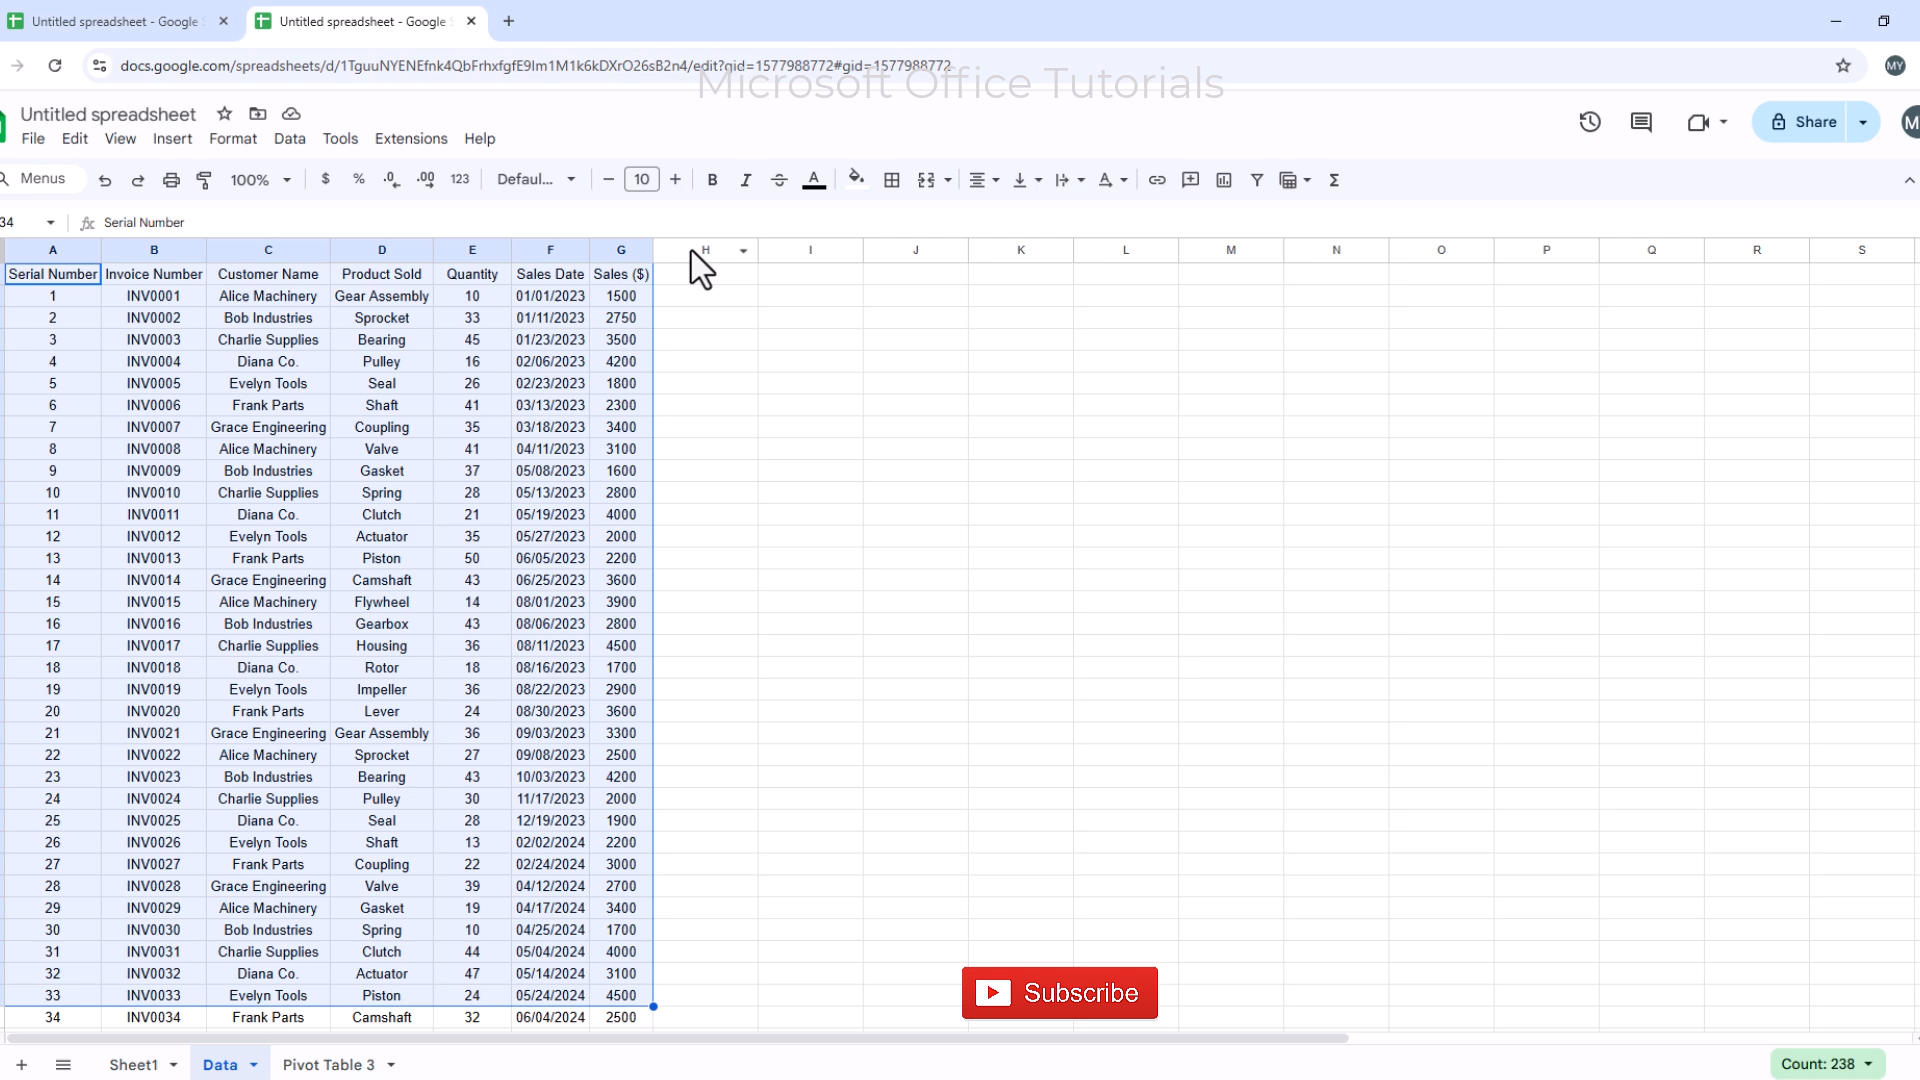 Untitled spreadsheet - Google S
Untitled spreadsheet - Google S
docs.google.com/spreadsheets/d/1TguuNYENEfnk4QbFrhxfgfE9Im1M1k6kDXrO26sB2n4/edit?gid=1577988772#gid=1577988772
MY
Microsoft Office Tutorials
Untitled spreadsheet
Share
M
File Edit View Insert Format Data Tools Extensions Help
Menus 100% $ % .0 .00 123 Defaul... 10 B I S A Σ
34 fx Serial Number
A B C D E F G H I J K L M N O P Q R S
Serial Number Invoice Number Customer Name Product Sold Quantity Sales Date Sales ($)
1 INV0001 Alice Machinery Gear Assembly 10 01/01/2023 1500
2 INV0002 Bob Industries Sprocket 33 01/11/2023 2750
3 INV0003 Charlie Supplies Bearing 45 01/23/2023 3500
4 INV0004 Diana Co. Pulley 16 02/06/2023 4200
5 INV0005 Evelyn Tools Seal 26 02/23/2023 1800
6 INV0006 Frank Parts Shaft 41 03/13/2023 2300
7 INV0007 Grace Engineering Coupling 35 03/18/2023 3400
8 INV0008 Alice Machinery Valve 41 04/11/2023 3100
9 INV0009 Bob Industries Gasket 37 05/08/2023 1600
10 INV0010 Charlie Supplies Spring 28 05/13/2023 2800
11 INV0011 Diana Co. Clutch 21 05/19/2023 4000
12 INV0012 Evelyn Tools Actuator 35 05/27/2023 2000
13 INV0013 Frank Parts Piston 50 06/05/2023 2200
14 INV0014 Grace Engineering Camshaft 43 06/25/2023 3600
15 INV0015 Alice Machinery Flywheel 14 08/01/2023 3900
16 INV0016 Bob Industries Gearbox 43 08/06/2023 2800
17 INV0017 Charlie Supplies Housing 36 08/11/2023 4500
18 INV0018 Diana Co. Rotor 18 08/16/2023 1700
19 INV0019 Evelyn Tools Impeller 36 08/22/2023 2900
20 INV0020 Frank Parts Lever 24 08/30/2023 3600
21 INV0021 Grace Engineering Gear Assembly 36 09/03/2023 3300
22 INV0022 Alice Machinery Sprocket 27 09/08/2023 2500
23 INV0023 Bob Industries Bearing 43 10/03/2023 4200
24 INV0024 Charlie Supplies Pulley 30 11/17/2023 2000
25 INV0025 Diana Co. Seal 28 12/19/2023 1900
26 INV0026 Evelyn Tools Shaft 13 02/02/2024 2200
27 INV0027 Frank Parts Coupling 22 02/24/2024 3000
28 INV0028 Grace Engineering Valve 39 04/12/2024 2700
29 INV0029 Alice Machinery Gasket 19 04/17/2024 3400
30 INV0030 Bob Industries Spring 10 04/25/2024 1700
31 INV0031 Charlie Supplies Clutch 44 05/04/2024 4000
32 INV0032 Diana Co. Actuator 47 05/14/2024 3100
33 INV0033 Evelyn Tools Piston 24 05/24/2024 4500
34 INV0034 Frank Parts Camshaft 32 06/04/2024 2500
Subscribe
Sheet1 Data Pivot Table 3
Count: 238